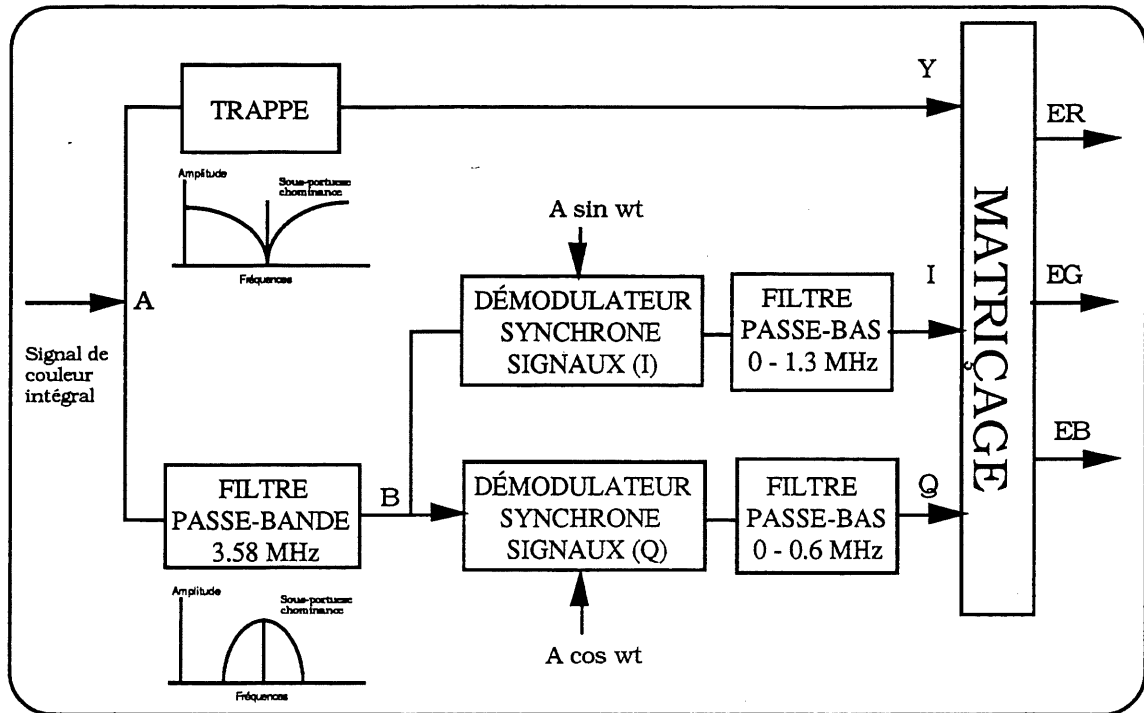 TRAPPE
Y
ER
Amplitude
Sous-portuese
chominance
Fréquences
A sin wt
MATRIÇAGE
A
Signal de
couleur
intégral
DÉMODULATEUR
SYNCHRONE
SIGNAUX (I)
FILTRE
PASSE-BAS
0 - 1.3 MHz
I
EG
FILTRE
PASSE-BANDE
3.58 MHz
B
DÉMODULATEUR
SYNCHRONE
SIGNAUX (Q)
FILTRE
PASSE-BAS
0 - 0.6 MHz
Q
EB
Amplitude
Sous-portuese
chominance
Fréquences
A cos wt